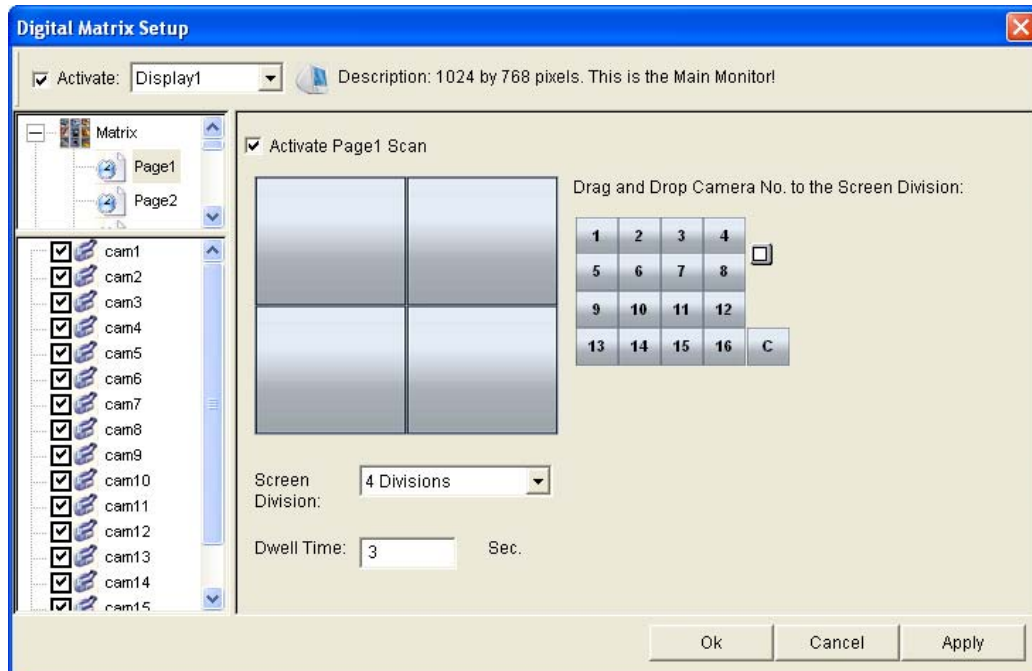 Digital Matrix Setup
Activate: Display1 Description: 1024 by 768 pixels. This is the Main Monitor!
Matrix
Page1
Page2
cam1
cam2
cam3
cam4
cam5
cam6
cam7
cam8
cam9
cam10
cam11
cam12
cam13
cam14
cam15
Activate Page1 Scan
Drag and Drop Camera No. to the Screen Division:
1 2 3 4
5 6 7 8
9 10 11 12
13 14 15 16 C
Screen Division: 4 Divisions
Dwell Time: 3 Sec.
Ok Cancel Apply